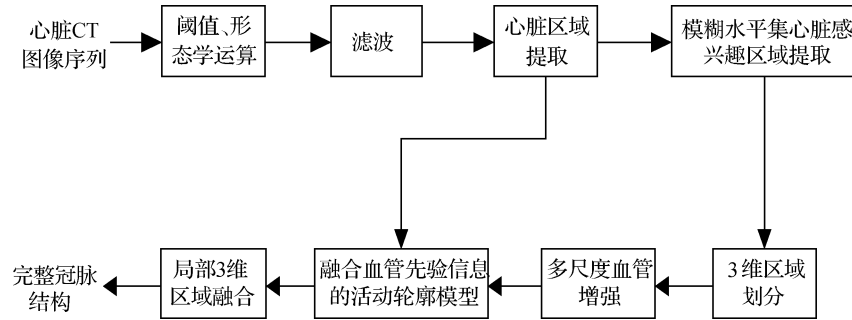 心脏CT
图像序列
阈值、形
态学运算
滤波
心脏区域
提取
模糊水平集心脏感
兴趣区域提取
完整冠脉
结构
局部3维
区域融合
融合血管先验信息
的活动轮廓模型
多尺度血管
增强
3维区域
划分